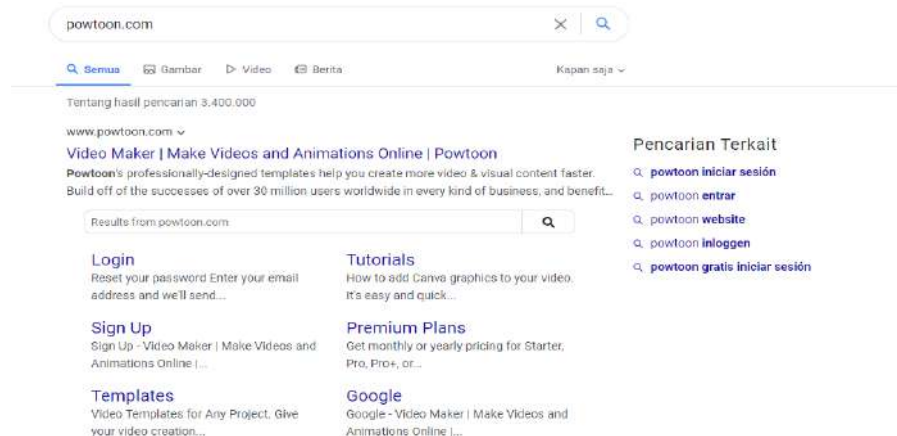 powtoon.com
Semua Gambar Video Berita Kapan saja
Tentang hasil pencarian 3.400.000
www.powtoon.com
Video Maker | Make Videos and Animations Online | Powtoon
Powtoon's professionally-designed templates help you create more video & visual content faster.
Build off of the successes of over 30 million users worldwide in every kind of business, and benefit...
Results from powtoon.com
Login
Reset your password Enter your email
address and we'll send...
Tutorials
How to add Canva graphics to your video.
It's easy and quick...
Sign Up
Sign Up - Video Maker | Make Videos and
Animations Online |...
Premium Plans
Get monthly or yearly pricing for Starter,
Pro, Pro+, or...
Templates
Video Templates for Any Project. Give
your video creation...
Google
Google - Video Maker | Make Videos and
Animations Online |...
Pencarian Terkait
powtoon iniciar sesión
powtoon entrar
powtoon website
powtoon inloggen
powtoon gratis iniciar sesión